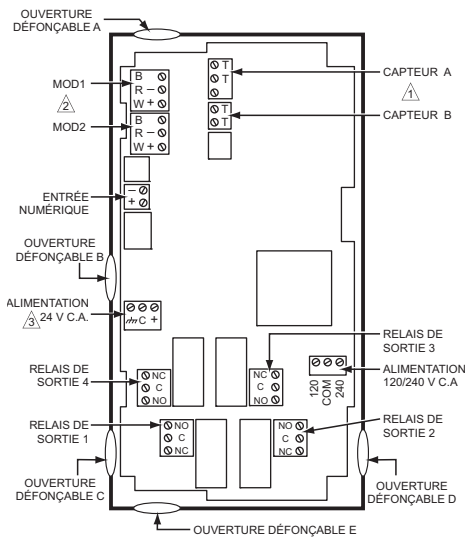 OUVERTURE
DÉFONÇABLE A
MOD1
2
MOD2
B
R –
W +
B
R –
W +
T
T
T
T
CAPTEUR A
1
CAPTEUR B
ENTRÉE
NUMÉRIQUE
–
+
OUVERTURE
DÉFONÇABLE B
ALIMENTATION
3 24 V C.A.
C +
RELAIS DE
SORTIE 3
RELAIS DE
SORTIE 4
NC
C
NO
NC
C
NO
120
COM
240
ALIMENTATION
120/240 V C.A
RELAIS DE
SORTIE 1
NO
C
NC
NO
C
NC
RELAIS DE
SORTIE 2
OUVERTURE
DÉFONÇABLE C
OUVERTURE
DÉFONÇABLE D
OUVERTURE DÉFONÇABLE E